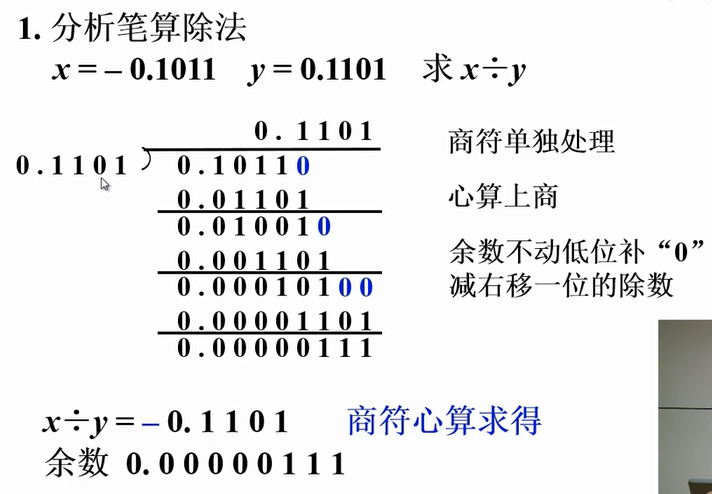 1. 分析笔算除法
x = – 0.1011 y = 0.1101 求 x÷y
0.1101
0.1101
0.10110
0.01101
0.010010
0.001101
0.00010100
0.00001101
0.00000111
商符单独处理
心算上商
余数不动低位补“0”
减右移一位的除数
x÷y = – 0.1101 商符心算求得
余数 0.00000111